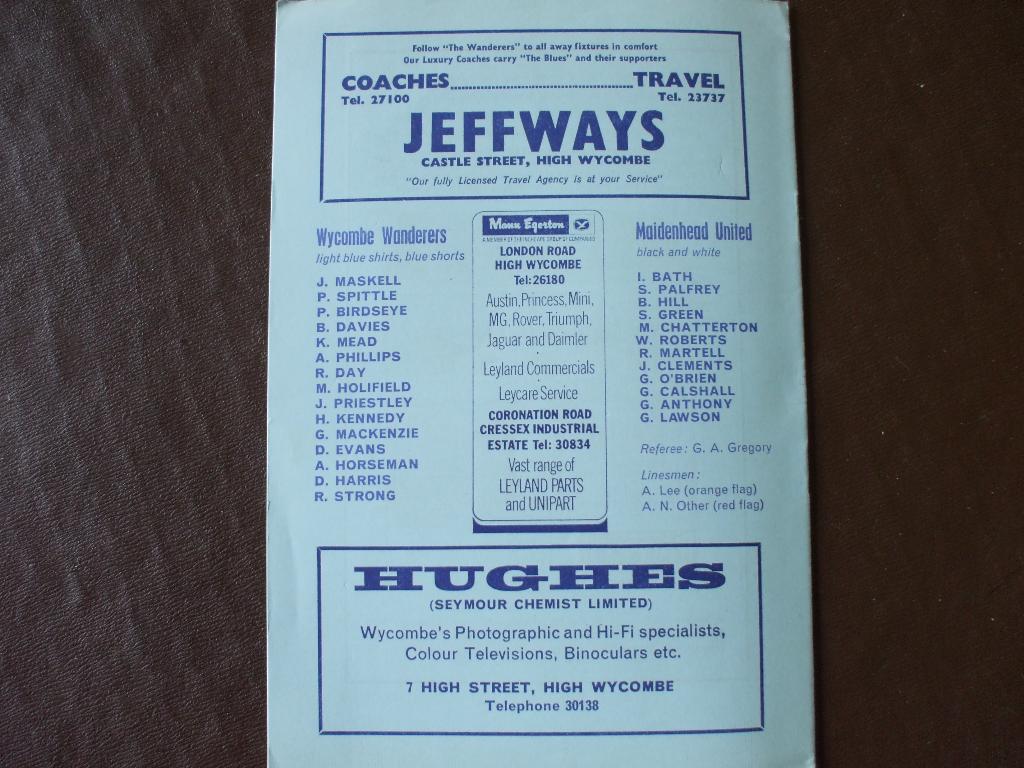 Follow "The Wanderers" to all away fixtures in comfort
Our Luxury Coaches carry "The Blues" and their supporters
COACHES..................................................TRAVEL
Tel. 27100 Tel. 23737
JEFFWAYS
CASTLE STREET, HIGH WYCOMBE
"Our fully Licensed Travel Agency is at your Service"
Wycombe Wanderers
light blue shirts, blue shorts
J. MASKELL
P. SPITTLE
P. BIRDSEYE
B. DAVIES
K. MEAD
A. PHILLIPS
R. DAY
M. HOLIFIELD
J. PRIESTLEY
H. KENNEDY
G. MACKENZIE
D. EVANS
A. HORSEMAN
D. HARRIS
R. STRONG
Mann Egerton
A MEMBER OF THE INCHCAPE GROUP OF COMPANIES
LONDON ROAD
HIGH WYCOMBE
Tel:26180
Austin, Princess, Mini,
MG, Rover, Triumph,
Jaguar and Daimler
Leyland Commercials
Leycare Service
CORONATION ROAD
CRESSEX INDUSTRIAL
ESTATE Tel: 30834
Vast range of
LEYLAND PARTS
and UNIPART
Maidenhead United
black and white
I. BATH
S. PALFREY
B. HILL
S. GREEN
M. CHATTERTON
W. ROBERTS
R. MARTELL
J. CLEMENTS
G. O'BRIEN
G. CALSHALL
G. ANTHONY
G. LAWSON
Referee: G. A. Gregory
Linesmen:
A. Lee (orange flag)
A. N. Other (red flag)
HUGHES
(SEYMOUR CHEMIST LIMITED)
Wycombe's Photographic and Hi-Fi specialists,
Colour Televisions, Binoculars etc.
7 HIGH STREET, HIGH WYCOMBE
Telephone 30138